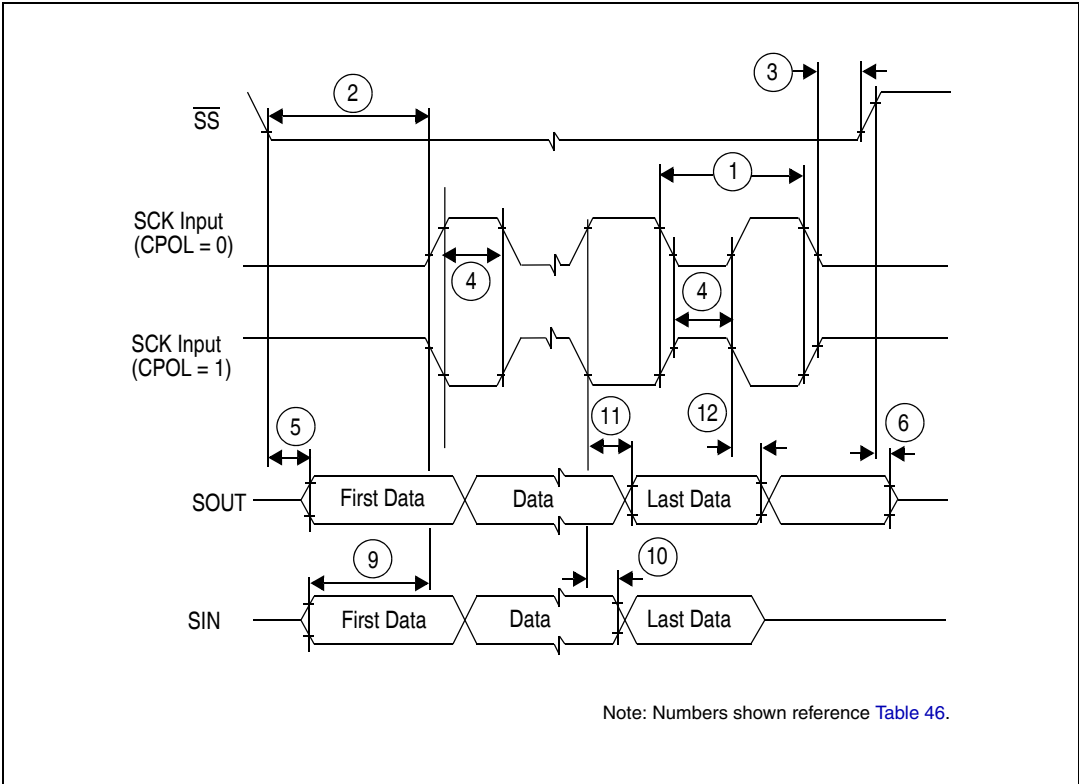 3
2
S̅S̅
1
SCK Input
(CPOL = 0)
4
4
SCK Input
(CPOL = 1)
5
11
12
6
SOUT
First Data
Data
Last Data
9
10
SIN
First Data
Data
Last Data
Note: Numbers shown reference Table 46.